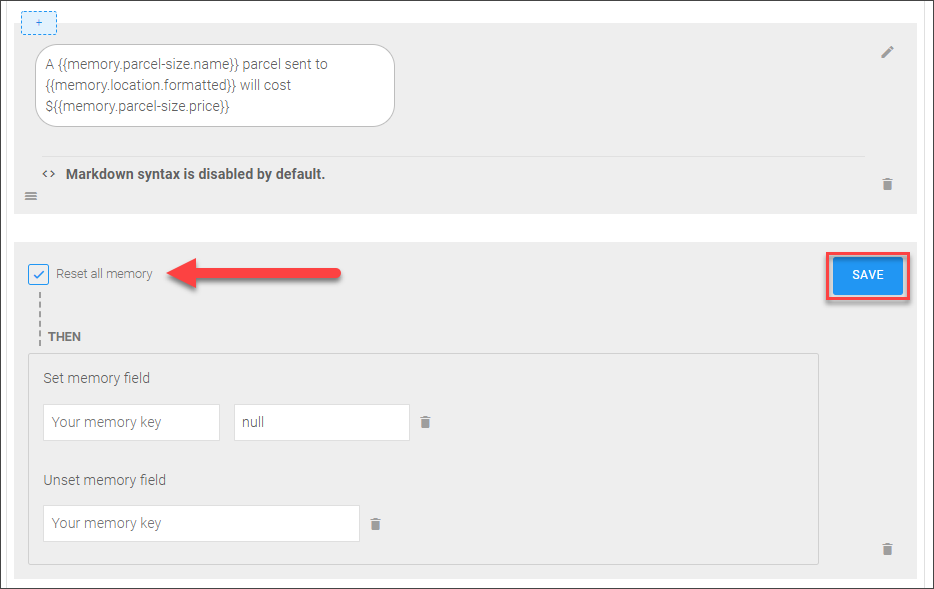 +
A {{memory.parcel-size.name}} parcel sent to
{{memory.location.formatted}} will cost
${{memory.parcel-size.price}}
<> Markdown syntax is disabled by default.
Reset all memory
SAVE
THEN
Set memory field
Your memory key
null
Unset memory field
Your memory key